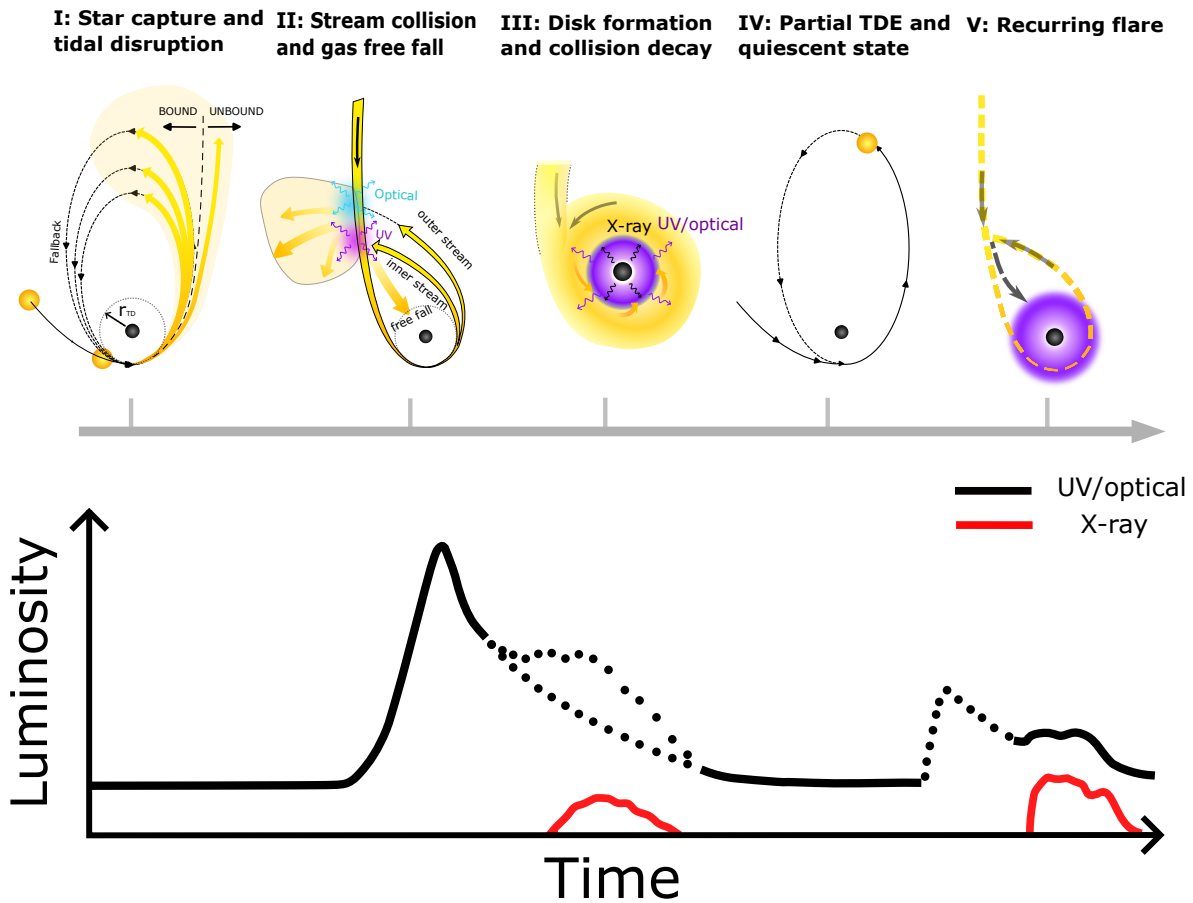 I: Star capture and
tidal disruption
II: Stream collision
and gas free fall
III: Disk formation
and collision decay
IV: Partial TDE and
quiescent state
V: Recurring flare
BOUND
UNBOUND
Fallback
rTD
Optical
UV
outer stream
inner stream
free fall
X-ray
UV/optical
UV/optical
X-ray
Luminosity
Time